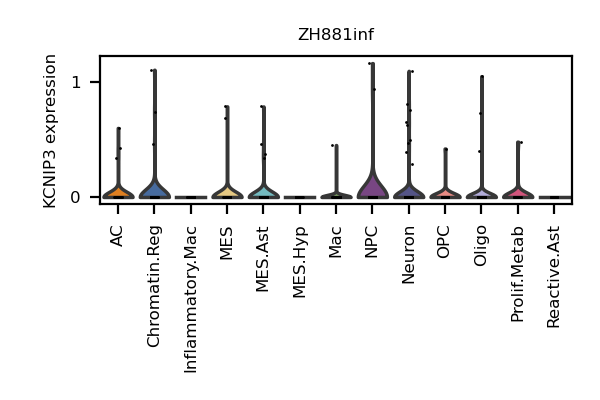 ZH881inf
KCNIP3 expression
1
0
AC
Chromatin.Reg
Inflammatory.Mac
MES
MES.Ast
MES.Hyp
Mac
NPC
Neuron
OPC
Oligo
Prolif.Metab
Reactive.Ast